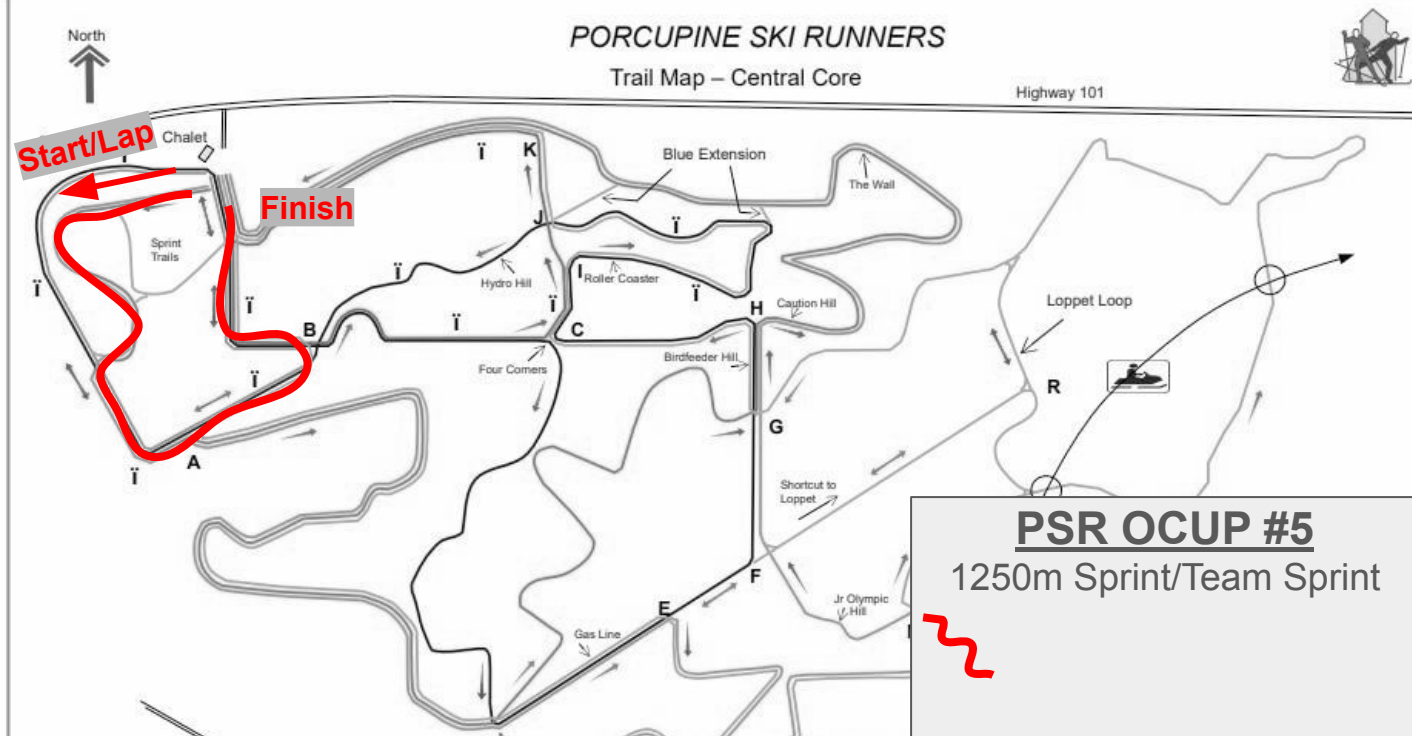 North
PORCUPINE SKI RUNNERS
Trail Map – Central Core
Highway 101
Start/Lap
Chalet
ï
K
Blue Extension
The Wall
Finish
J
ï
Sprint
Trails
Hydro Hill
ï
I
Roller Coaster
ï
Loppet Loop
ï
ï
B
ï
ï
C
H
Caution Hill
Four Corners
Birdfeeder Hill
R
ï
A
ï
G
Shortcut to
Loppet
PSR OCUP #5
1250m Sprint/Team Sprint
F
E
Jr Olympic
Hill
Gas Line